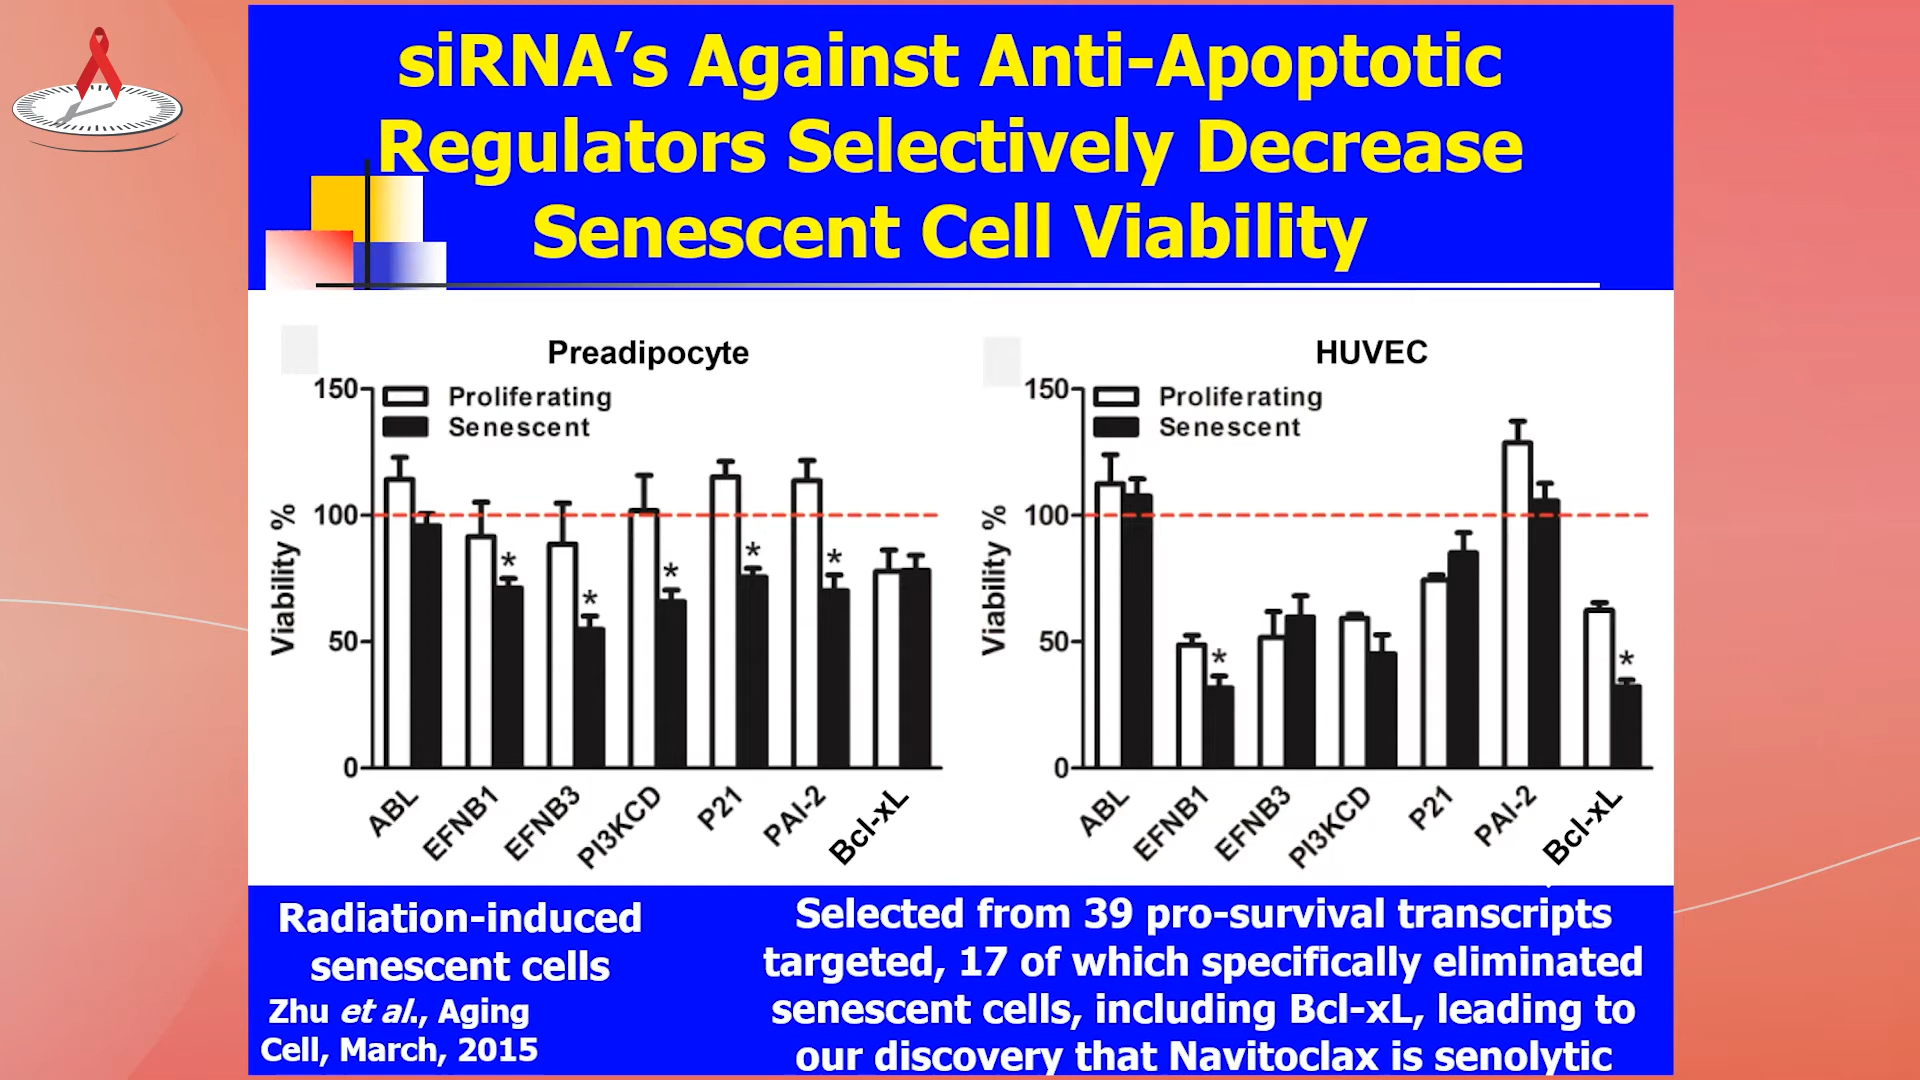 siRNA’s Against Anti-Apoptotic
Regulators Selectively Decrease
Senescent Cell Viability
Preadipocyte
150
Proliferating
Senescent
100
50
0
Viability %
*
*
*
*
*
ABL
EFNB1
EFNB3
PI3KCD
P21
PAI-2
Bcl-xL
HUVEC
150
Proliferating
Senescent
100
50
0
Viability %
*
*
ABL
EFNB1
EFNB3
PI3KCD
P21
PAI-2
Bcl-xL
Radiation-induced
senescent cells
Zhu et al., Aging
Cell, March, 2015
Selected from 39 pro-survival transcripts
targeted, 17 of which specifically eliminated
senescent cells, including Bcl-xL, leading to
our discovery that Navitoclax is senolytic